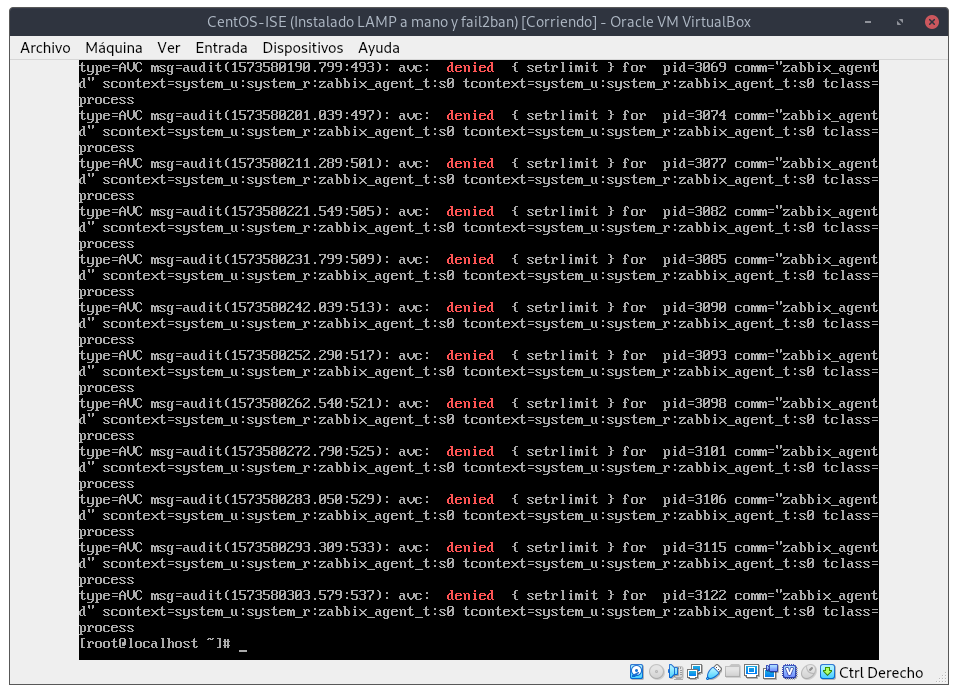 CentOS-ISE (Instalado LAMP a mano y fail2ban) [Corriendo] - Oracle VM VirtualBox
Archivo Máquina Ver Entrada Dispositivos Ayuda
type=AVC msg=audit(1573580190.799:493): avc:  denied  { setrlimit } for  pid=3069 comm="zabbix_agent
d" scontext=system_u:system_r:zabbix_agent_t:s0 tcontext=system_u:system_r:zabbix_agent_t:s0 tclass=
process
type=AVC msg=audit(1573580201.039:497): avc:  denied  { setrlimit } for  pid=3074 comm="zabbix_agent
d" scontext=system_u:system_r:zabbix_agent_t:s0 tcontext=system_u:system_r:zabbix_agent_t:s0 tclass=
process
type=AVC msg=audit(1573580211.289:501): avc:  denied  { setrlimit } for  pid=3077 comm="zabbix_agent
d" scontext=system_u:system_r:zabbix_agent_t:s0 tcontext=system_u:system_r:zabbix_agent_t:s0 tclass=
process
type=AVC msg=audit(1573580221.549:505): avc:  denied  { setrlimit } for  pid=3082 comm="zabbix_agent
d" scontext=system_u:system_r:zabbix_agent_t:s0 tcontext=system_u:system_r:zabbix_agent_t:s0 tclass=
process
type=AVC msg=audit(1573580231.799:509): avc:  denied  { setrlimit } for  pid=3085 comm="zabbix_agent
d" scontext=system_u:system_r:zabbix_agent_t:s0 tcontext=system_u:system_r:zabbix_agent_t:s0 tclass=
process
type=AVC msg=audit(1573580242.039:513): avc:  denied  { setrlimit } for  pid=3090 comm="zabbix_agent
d" scontext=system_u:system_r:zabbix_agent_t:s0 tcontext=system_u:system_r:zabbix_agent_t:s0 tclass=
process
type=AVC msg=audit(1573580252.290:517): avc:  denied  { setrlimit } for  pid=3093 comm="zabbix_agent
d" scontext=system_u:system_r:zabbix_agent_t:s0 tcontext=system_u:system_r:zabbix_agent_t:s0 tclass=
process
type=AVC msg=audit(1573580262.540:521): avc:  denied  { setrlimit } for  pid=3098 comm="zabbix_agent
d" scontext=system_u:system_r:zabbix_agent_t:s0 tcontext=system_u:system_r:zabbix_agent_t:s0 tclass=
process
type=AVC msg=audit(1573580272.790:525): avc:  denied  { setrlimit } for  pid=3101 comm="zabbix_agent
d" scontext=system_u:system_r:zabbix_agent_t:s0 tcontext=system_u:system_r:zabbix_agent_t:s0 tclass=
process
type=AVC msg=audit(1573580283.050:529): avc:  denied  { setrlimit } for  pid=3106 comm="zabbix_agent
d" scontext=system_u:system_r:zabbix_agent_t:s0 tcontext=system_u:system_r:zabbix_agent_t:s0 tclass=
process
type=AVC msg=audit(1573580293.309:533): avc:  denied  { setrlimit } for  pid=3115 comm="zabbix_agent
d" scontext=system_u:system_r:zabbix_agent_t:s0 tcontext=system_u:system_r:zabbix_agent_t:s0 tclass=
process
type=AVC msg=audit(1573580303.579:537): avc:  denied  { setrlimit } for  pid=3122 comm="zabbix_agent
d" scontext=system_u:system_r:zabbix_agent_t:s0 tcontext=system_u:system_r:zabbix_agent_t:s0 tclass=
process
[root@localhost ~]# _
Ctrl Derecho